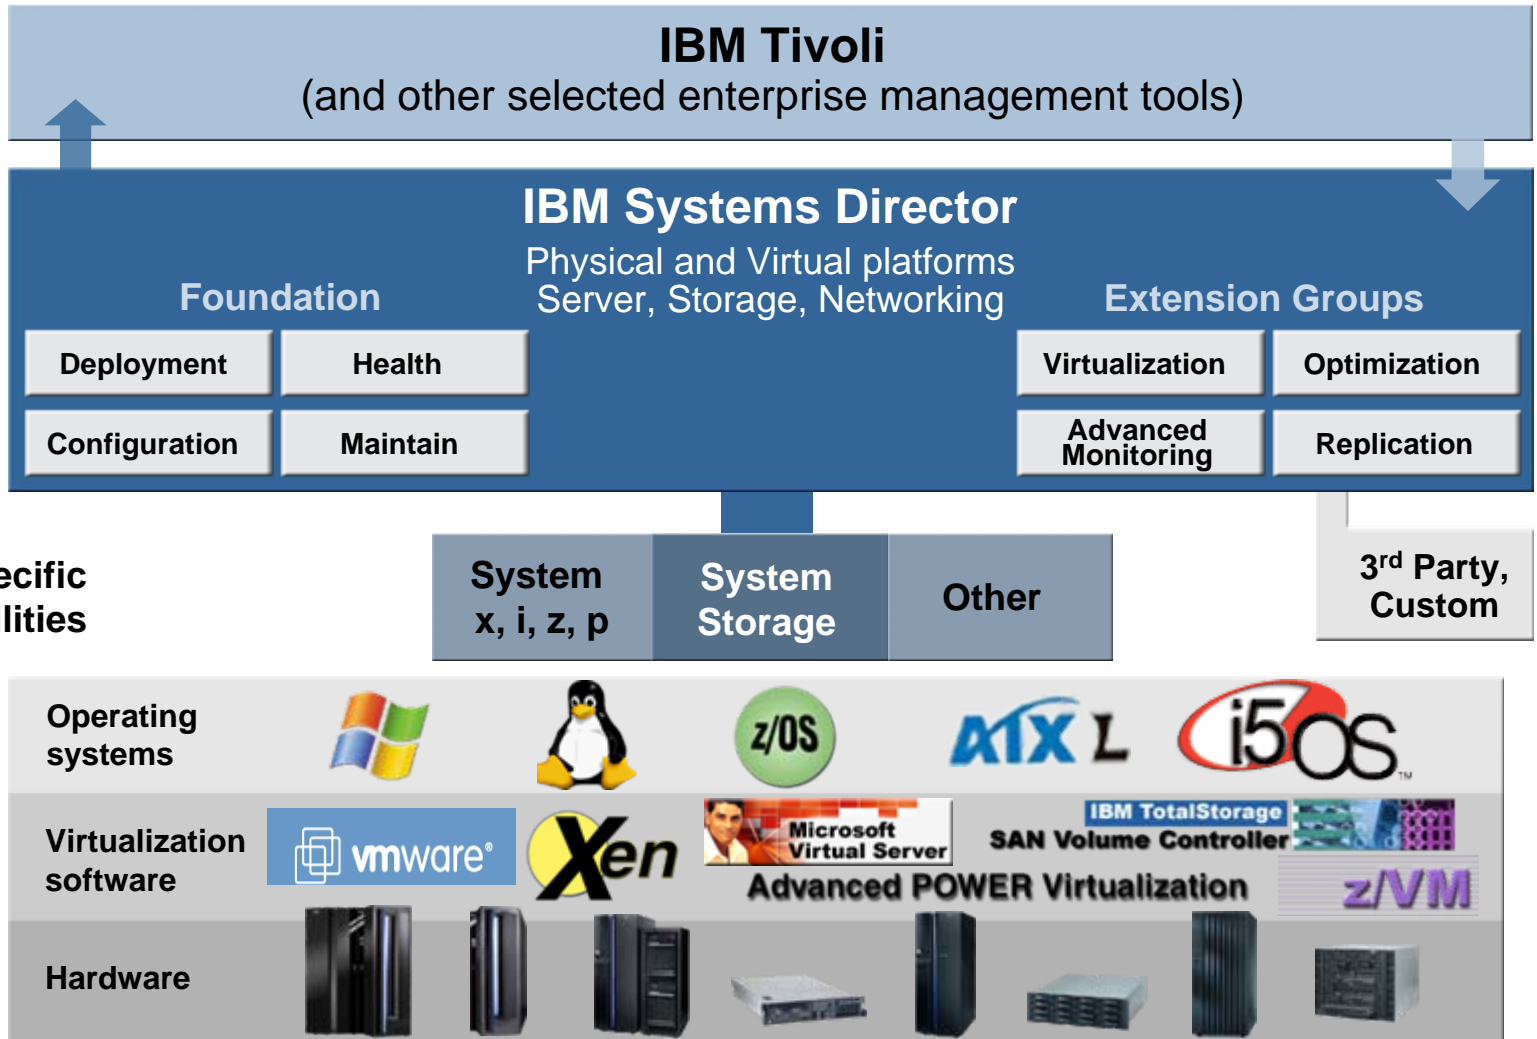 IBM Tivoli
(and other selected enterprise management tools)
IBM Systems Director
Physical and Virtual platforms
Server, Storage, Networking
Foundation
Extension Groups
Deployment
Health
Virtualization
Optimization
Configuration
Maintain
Advanced
Monitoring
Replication
ecific
lities
System
x, i, z, p
System
Storage
Other
3rd Party,
Custom
Operating
systems
z/OS
AIX L
i5/OS™
Virtualization
software
vmware®
Xen
Microsoft
Virtual Server
IBM TotalStorage
SAN Volume Controller
Advanced POWER Virtualization
z/VM
Hardware